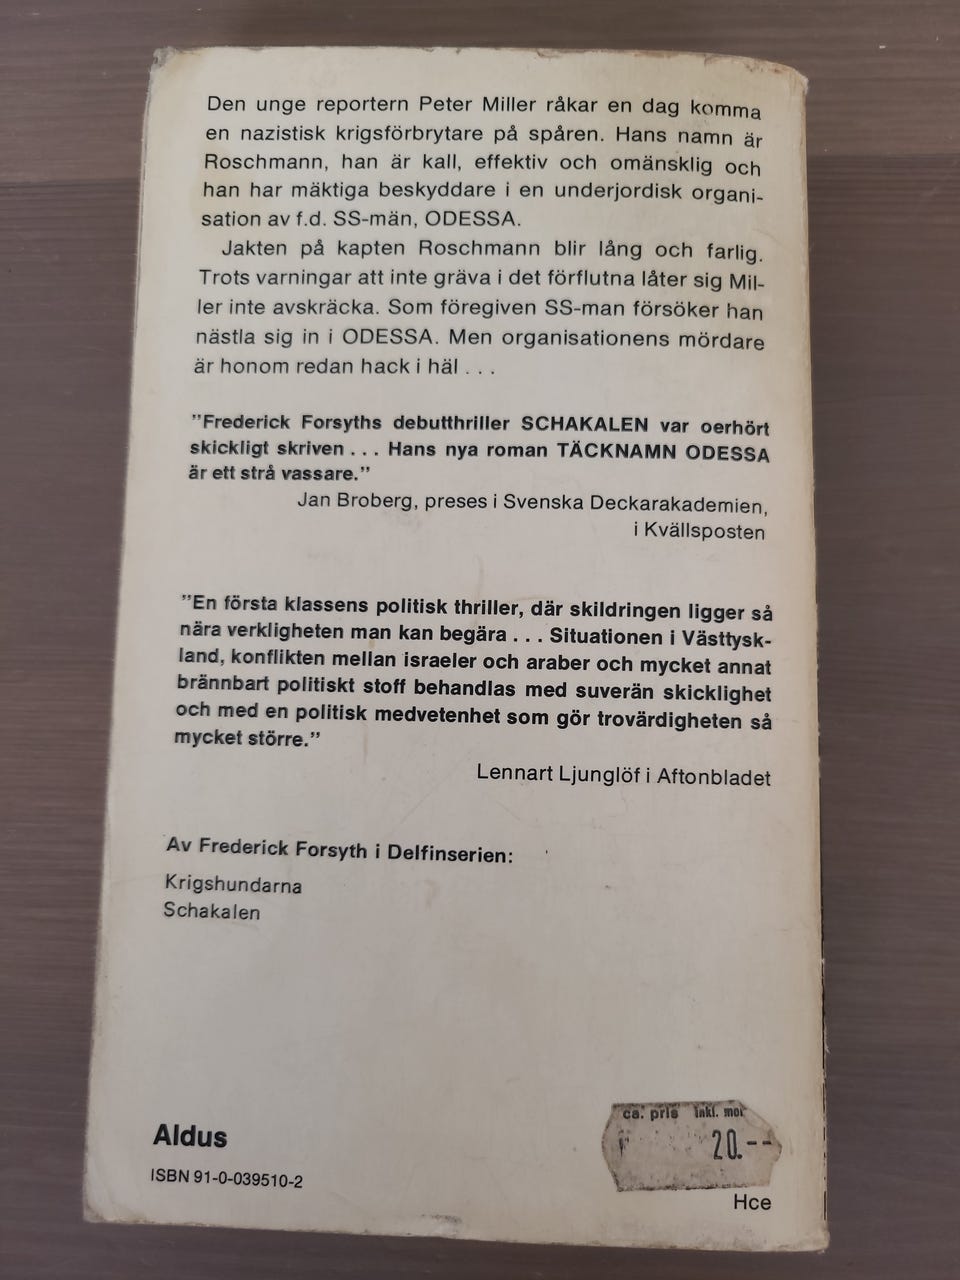 Den unge reportern Peter Miller råkar en dag komma
en nazistisk krigsförbrytare på spåren. Hans namn är
Roschmann, han är kall, effektiv och omänsklig och
han har mäktiga beskyddare i en underjordisk organi-
sation av f.d. SS-män, ODESSA.
Jakten på kapten Roschmann blir lång och farlig.
Trots varningar att inte gräva i det förflutna låter sig Mil-
ler inte avskräcka. Som föregiven SS-man försöker han
nästla sig in i ODESSA. Men organisationens mördare
är honom redan hack i häl . . .
”Frederick Forsyths debutthriller SCHAKALEN var oerhört
skickligt skriven . . . Hans nya roman TÄCKNAMN ODESSA
är ett strå vassare.”
Jan Broberg, preses i Svenska Deckarakademien,
i Kvällsposten
”En första klassens politisk thriller, där skildringen ligger så
nära verkligheten man kan begära . . . Situationen i Västtysk-
land, konflikten mellan israeler och araber och mycket annat
brännbart politiskt stoff behandlas med suverän skicklighet
och med en politisk medvetenhet som gör trovärdigheten så
mycket större.”
Lennart Ljunglöf i Aftonbladet
Av Frederick Forsyth i Delfinserien:
Krigshundarna
Schakalen
Aldus
ISBN 91-0-039510-2
ca. pris inkl. mom
20.--
Hce